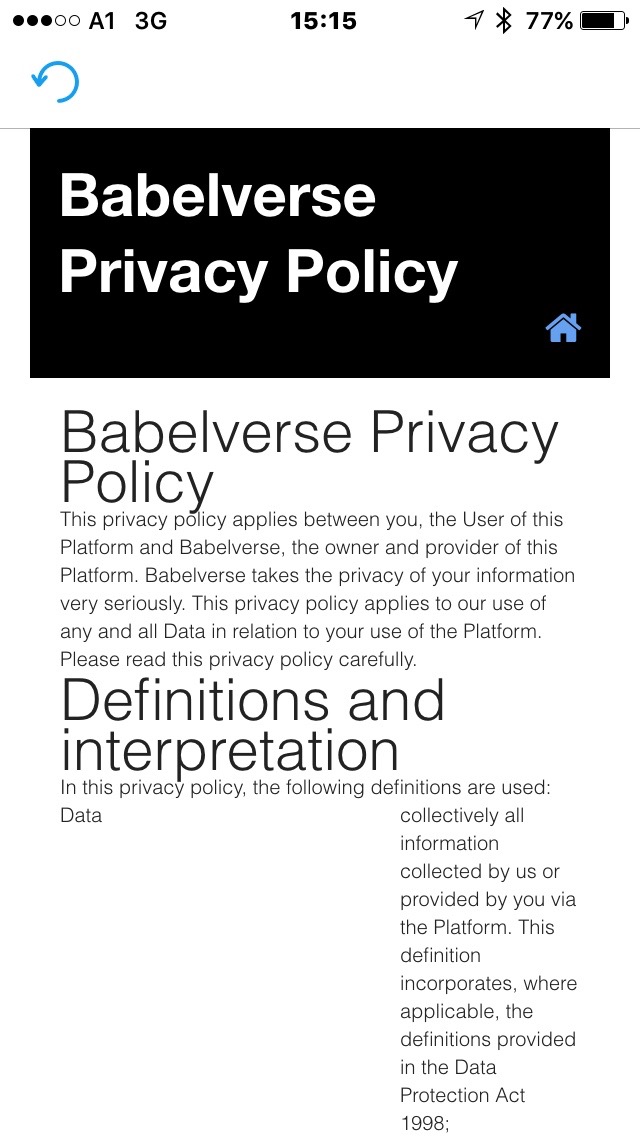 A1 3G 15:15 77%
Babelverse
Privacy Policy
Babelverse Privacy
Policy
This privacy policy applies between you, the User of this
Platform and Babelverse, the owner and provider of this
Platform. Babelverse takes the privacy of your information
very seriously. This privacy policy applies to our use of
any and all Data in relation to your use of the Platform.
Please read this privacy policy carefully.
Definitions and
interpretation
In this privacy policy, the following definitions are used:
Data collectively all
information
collected by us or
provided by you via
the Platform. This
definition
incorporates, where
applicable, the
definitions provided
in the Data
Protection Act
1998;